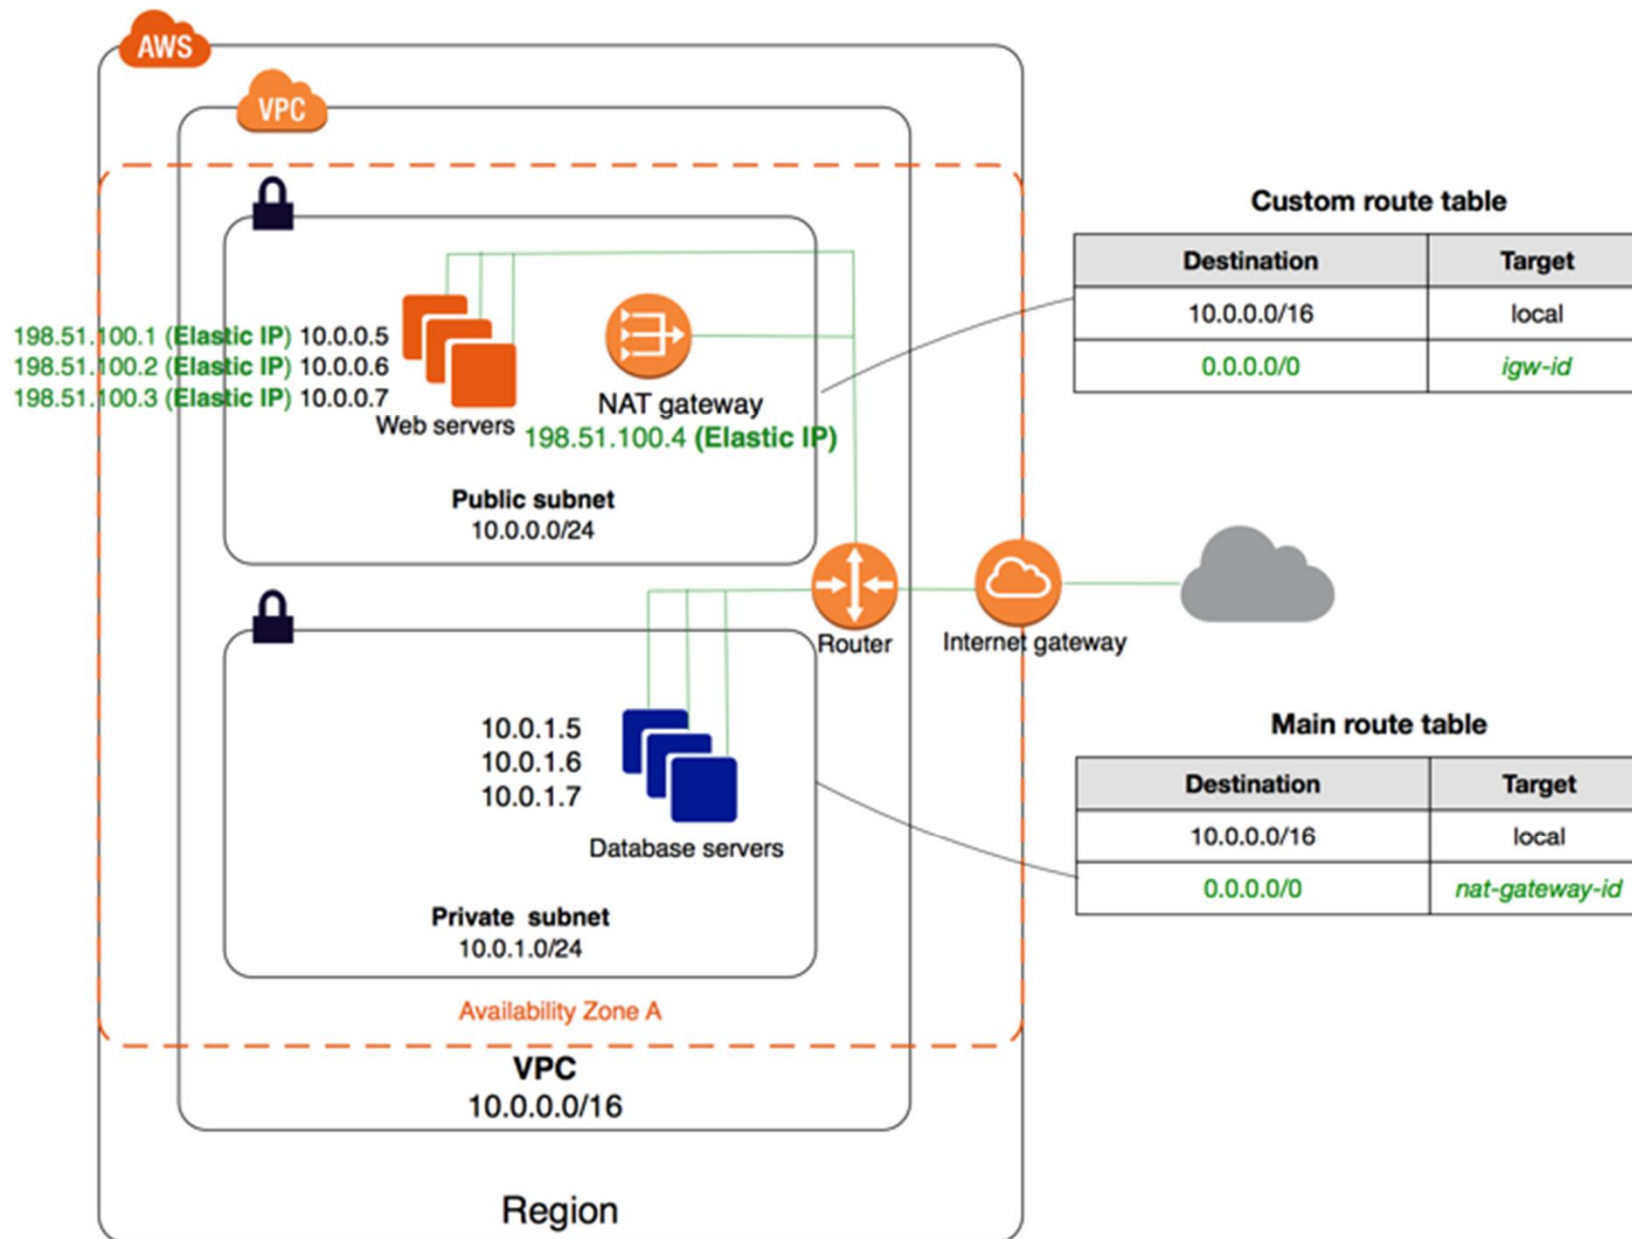 AWS
VPC
198.51.100.1 (Elastic IP) 10.0.0.5
198.51.100.2 (Elastic IP) 10.0.0.6
198.51.100.3 (Elastic IP) 10.0.0.7
Web servers
NAT gateway
198.51.100.4 (Elastic IP)
Public subnet
10.0.0.0/24
Router
Internet gateway
10.0.1.5
10.0.1.6
10.0.1.7
Database servers
Private subnet
10.0.1.0/24
Availability Zone A
VPC
10.0.0.0/16
Region
Custom route table
Destination Target
10.0.0.0/16 local
0.0.0.0/0 igw-id
Main route table
Destination Target
10.0.0.0/16 local
0.0.0.0/0 nat-gateway-id